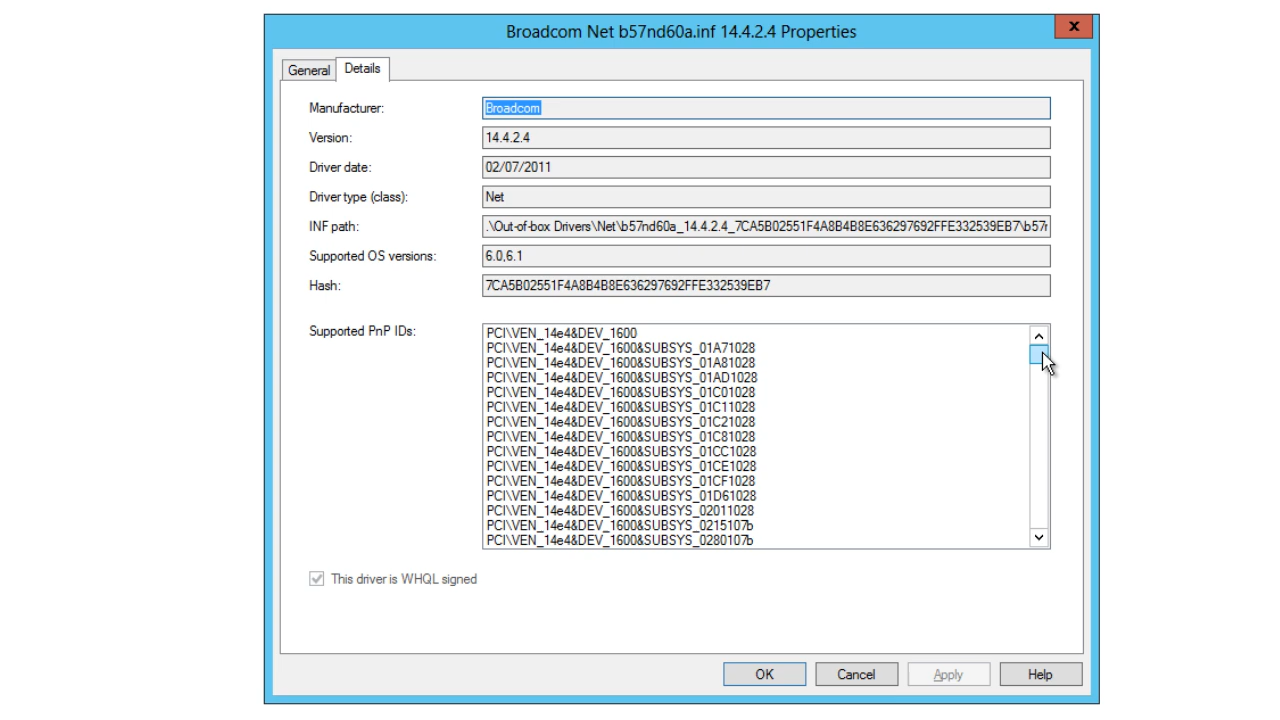 Broadcom Net b57nd60a.inf 14.4.2.4 Properties
x
General Details
Manufacturer: Broadcom
Version: 14.4.2.4
Driver date: 02/07/2011
Driver type (class): Net
INF path: .\Out-of-box Drivers\Net\b57nd60a_14.4.2.4_7CA5B02551F4A8B4B8E636297692FFE332539EB7\b57r
Supported OS versions: 6.0,6.1
Hash: 7CA5B02551F4A8B4B8E636297692FFE332539EB7
Supported PnP IDs: PCI\VEN_14e4&DEV_1600
PCI\VEN_14e4&DEV_1600&SUBSYS_01A71028
PCI\VEN_14e4&DEV_1600&SUBSYS_01A81028
PCI\VEN_14e4&DEV_1600&SUBSYS_01AD1028
PCI\VEN_14e4&DEV_1600&SUBSYS_01C01028
PCI\VEN_14e4&DEV_1600&SUBSYS_01C11028
PCI\VEN_14e4&DEV_1600&SUBSYS_01C21028
PCI\VEN_14e4&DEV_1600&SUBSYS_01C81028
PCI\VEN_14e4&DEV_1600&SUBSYS_01CC1028
PCI\VEN_14e4&DEV_1600&SUBSYS_01CE1028
PCI\VEN_14e4&DEV_1600&SUBSYS_01CF1028
PCI\VEN_14e4&DEV_1600&SUBSYS_01D61028
PCI\VEN_14e4&DEV_1600&SUBSYS_02011028
PCI\VEN_14e4&DEV_1600&SUBSYS_0215107b
PCI\VEN_14e4&DEV_1600&SUBSYS_0280107b
This driver is WHQL signed
OK Cancel Apply Help